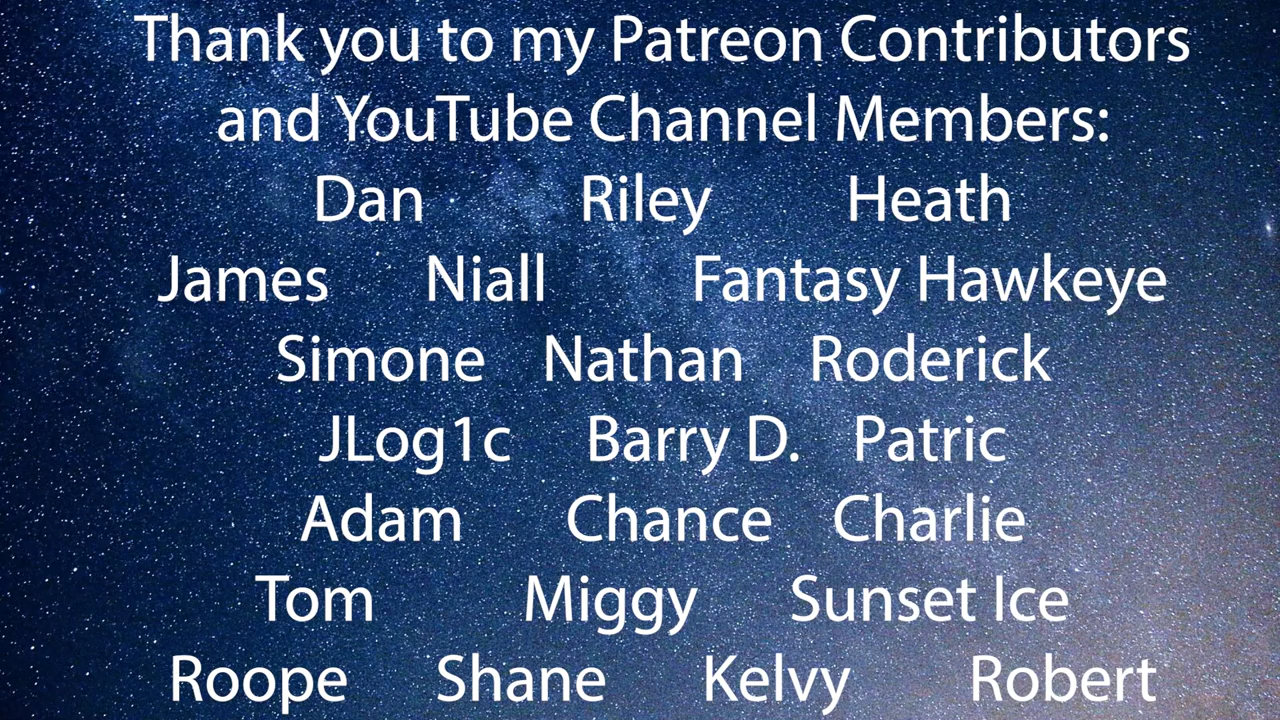 Thank you to my Patreon Contributors
and YouTube Channel Members:
Dan Riley Heath
James Niall Fantasy Hawkeye
Simone Nathan Roderick
JLog1c Barry D. Patric
Adam Chance Charlie
Tom Miggy Sunset Ice
Roope Shane Kelvy Robert